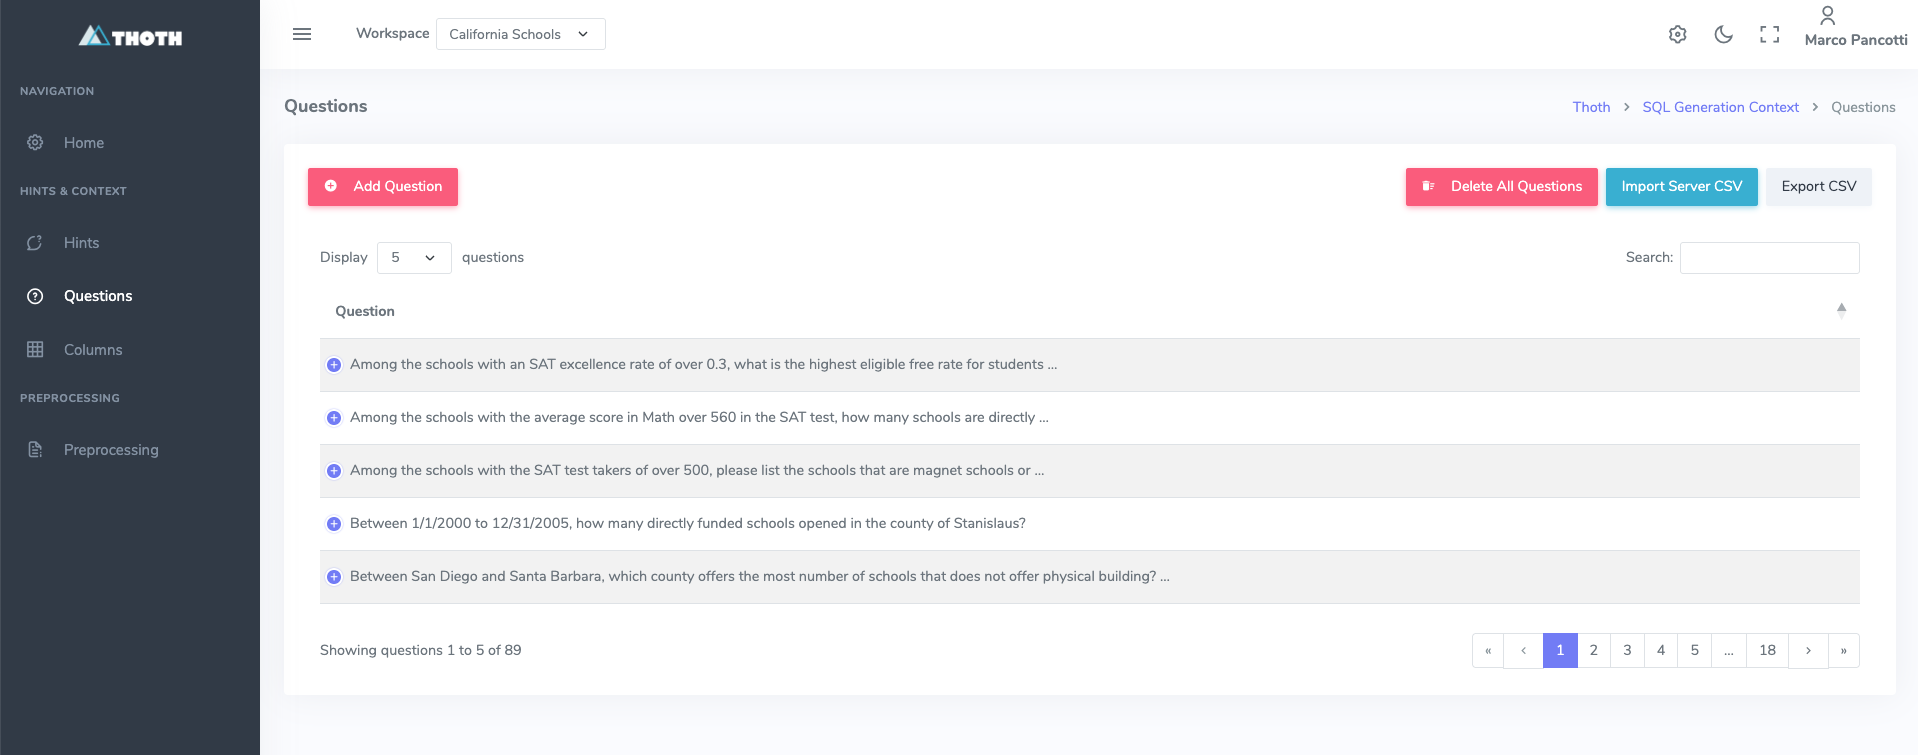 THOTH
NAVIGATION
Home
HINTS & CONTEXT
Hints
Questions
Columns
PREPROCESSING
Preprocessing
Workspace California Schools
Marco Pancotti
Questions
Thoth > SQL Generation Context > Questions
Add Question
Delete All Questions Import Server CSV Export CSV
Display 5 questions
Search:
Question
Among the schools with an SAT excellence rate of over 0.3, what is the highest eligible free rate for students ...
Among the schools with the average score in Math over 560 in the SAT test, how many schools are directly ...
Among the schools with the SAT test takers of over 500, please list the schools that are magnet schools or ...
Between 1/1/2000 to 12/31/2005, how many directly funded schools opened in the county of Stanislaus?
Between San Diego and Santa Barbara, which county offers the most number of schools that does not offer physical building? ...
Showing questions 1 to 5 of 89
« ‹ 1 2 3 4 5 ... 18 › »